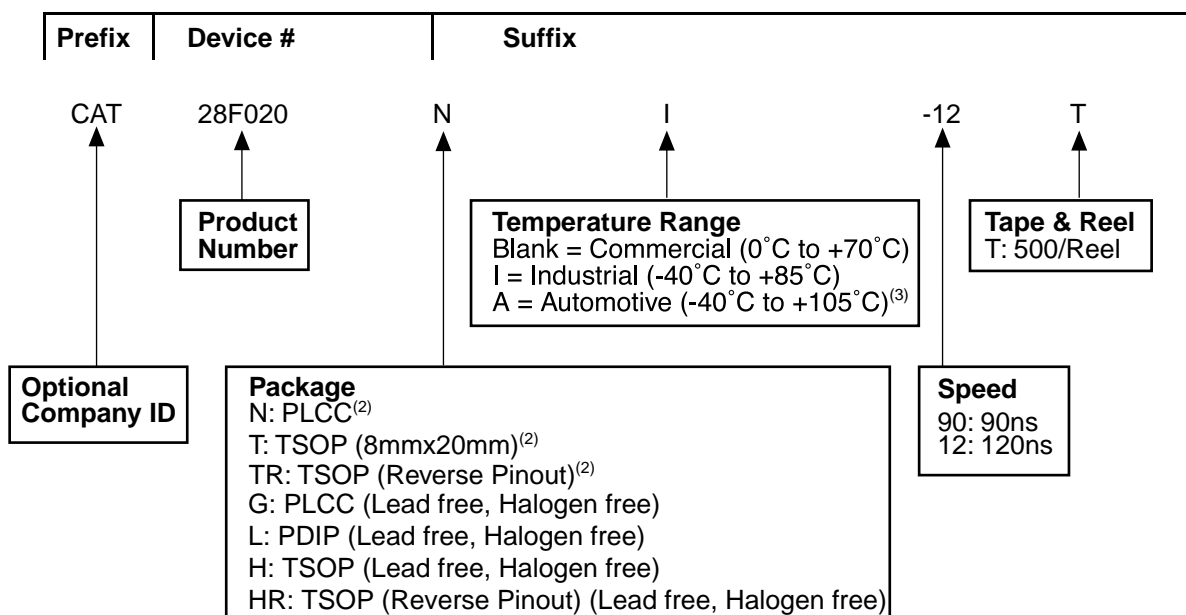 Prefix Device # Suffix
CAT 28F020 N I -12 T
Product
Number
Temperature Range
Blank = Commercial (0˚C to +70˚C)
I = Industrial (-40˚C to +85˚C)
A = Automotive (-40˚C to +105˚C)(3)
Tape & Reel
T: 500/Reel
Optional
Company ID
Package
N: PLCC(2)
T: TSOP (8mmx20mm)(2)
TR: TSOP (Reverse Pinout)(2)
G: PLCC (Lead free, Halogen free)
L: PDIP (Lead free, Halogen free)
H: TSOP (Lead free, Halogen free)
HR: TSOP (Reverse Pinout) (Lead free, Halogen free)
Speed
90: 90ns
12: 120ns